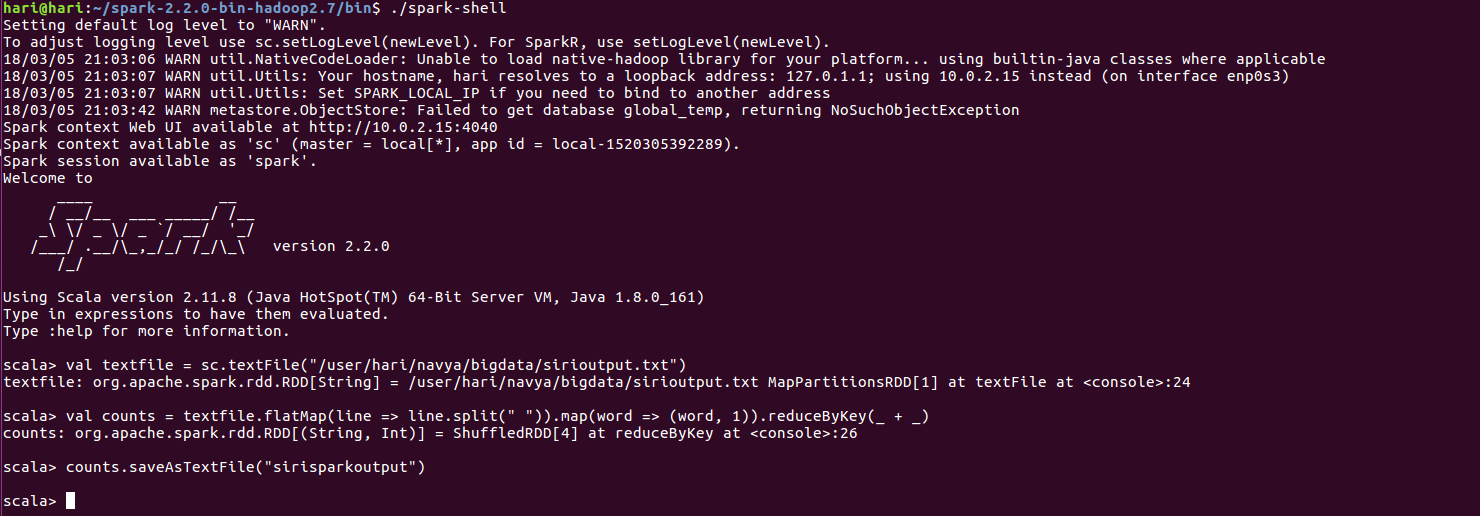 hari@hari:~/spark-2.2.0-bin-hadoop2.7/bin$ ./spark-shell
Setting default log level to "WARN".
To adjust logging level use sc.setLogLevel(newLevel). For SparkR, use setLogLevel(newLevel).
18/03/05 21:03:06 WARN util.NativeCodeLoader: Unable to load native-hadoop library for your platform... using builtin-java classes where applicable
18/03/05 21:03:07 WARN util.Utils: Your hostname, hari resolves to a loopback address: 127.0.1.1; using 10.0.2.15 instead (on interface enp0s3)
18/03/05 21:03:07 WARN util.Utils: Set SPARK_LOCAL_IP if you need to bind to another address
18/03/05 21:03:42 WARN metastore.ObjectStore: Failed to get database global_temp, returning NoSuchObjectException
Spark context Web UI available at http://10.0.2.15:4040
Spark context available as 'sc' (master = local[*], app id = local-1520305392289).
Spark session available as 'spark'.
Welcome to
      ____              __
     / __/__  ___ _____/ /__
    _\ \/ _ \/ _ `/ __/  '_/
   /___/ .__/\_,_/_/ /_/\_\   version 2.2.0
      /_/
Using Scala version 2.11.8 (Java HotSpot(TM) 64-Bit Server VM, Java 1.8.0_161)
Type in expressions to have them evaluated.
Type :help for more information.
scala> val textfile = sc.textFile("/user/hari/navya/bigdata/sirioutput.txt")
textfile: org.apache.spark.rdd.RDD[String] = /user/hari/navya/bigdata/sirioutput.txt MapPartitionsRDD[1] at textFile at <console>:24
scala> val counts = textfile.flatMap(line => line.split(" ")).map(word => (word, 1)).reduceByKey(_ + _)
counts: org.apache.spark.rdd.RDD[(String, Int)] = ShuffledRDD[4] at reduceByKey at <console>:26
scala> counts.saveAsTextFile("sirisparkoutput")
scala>